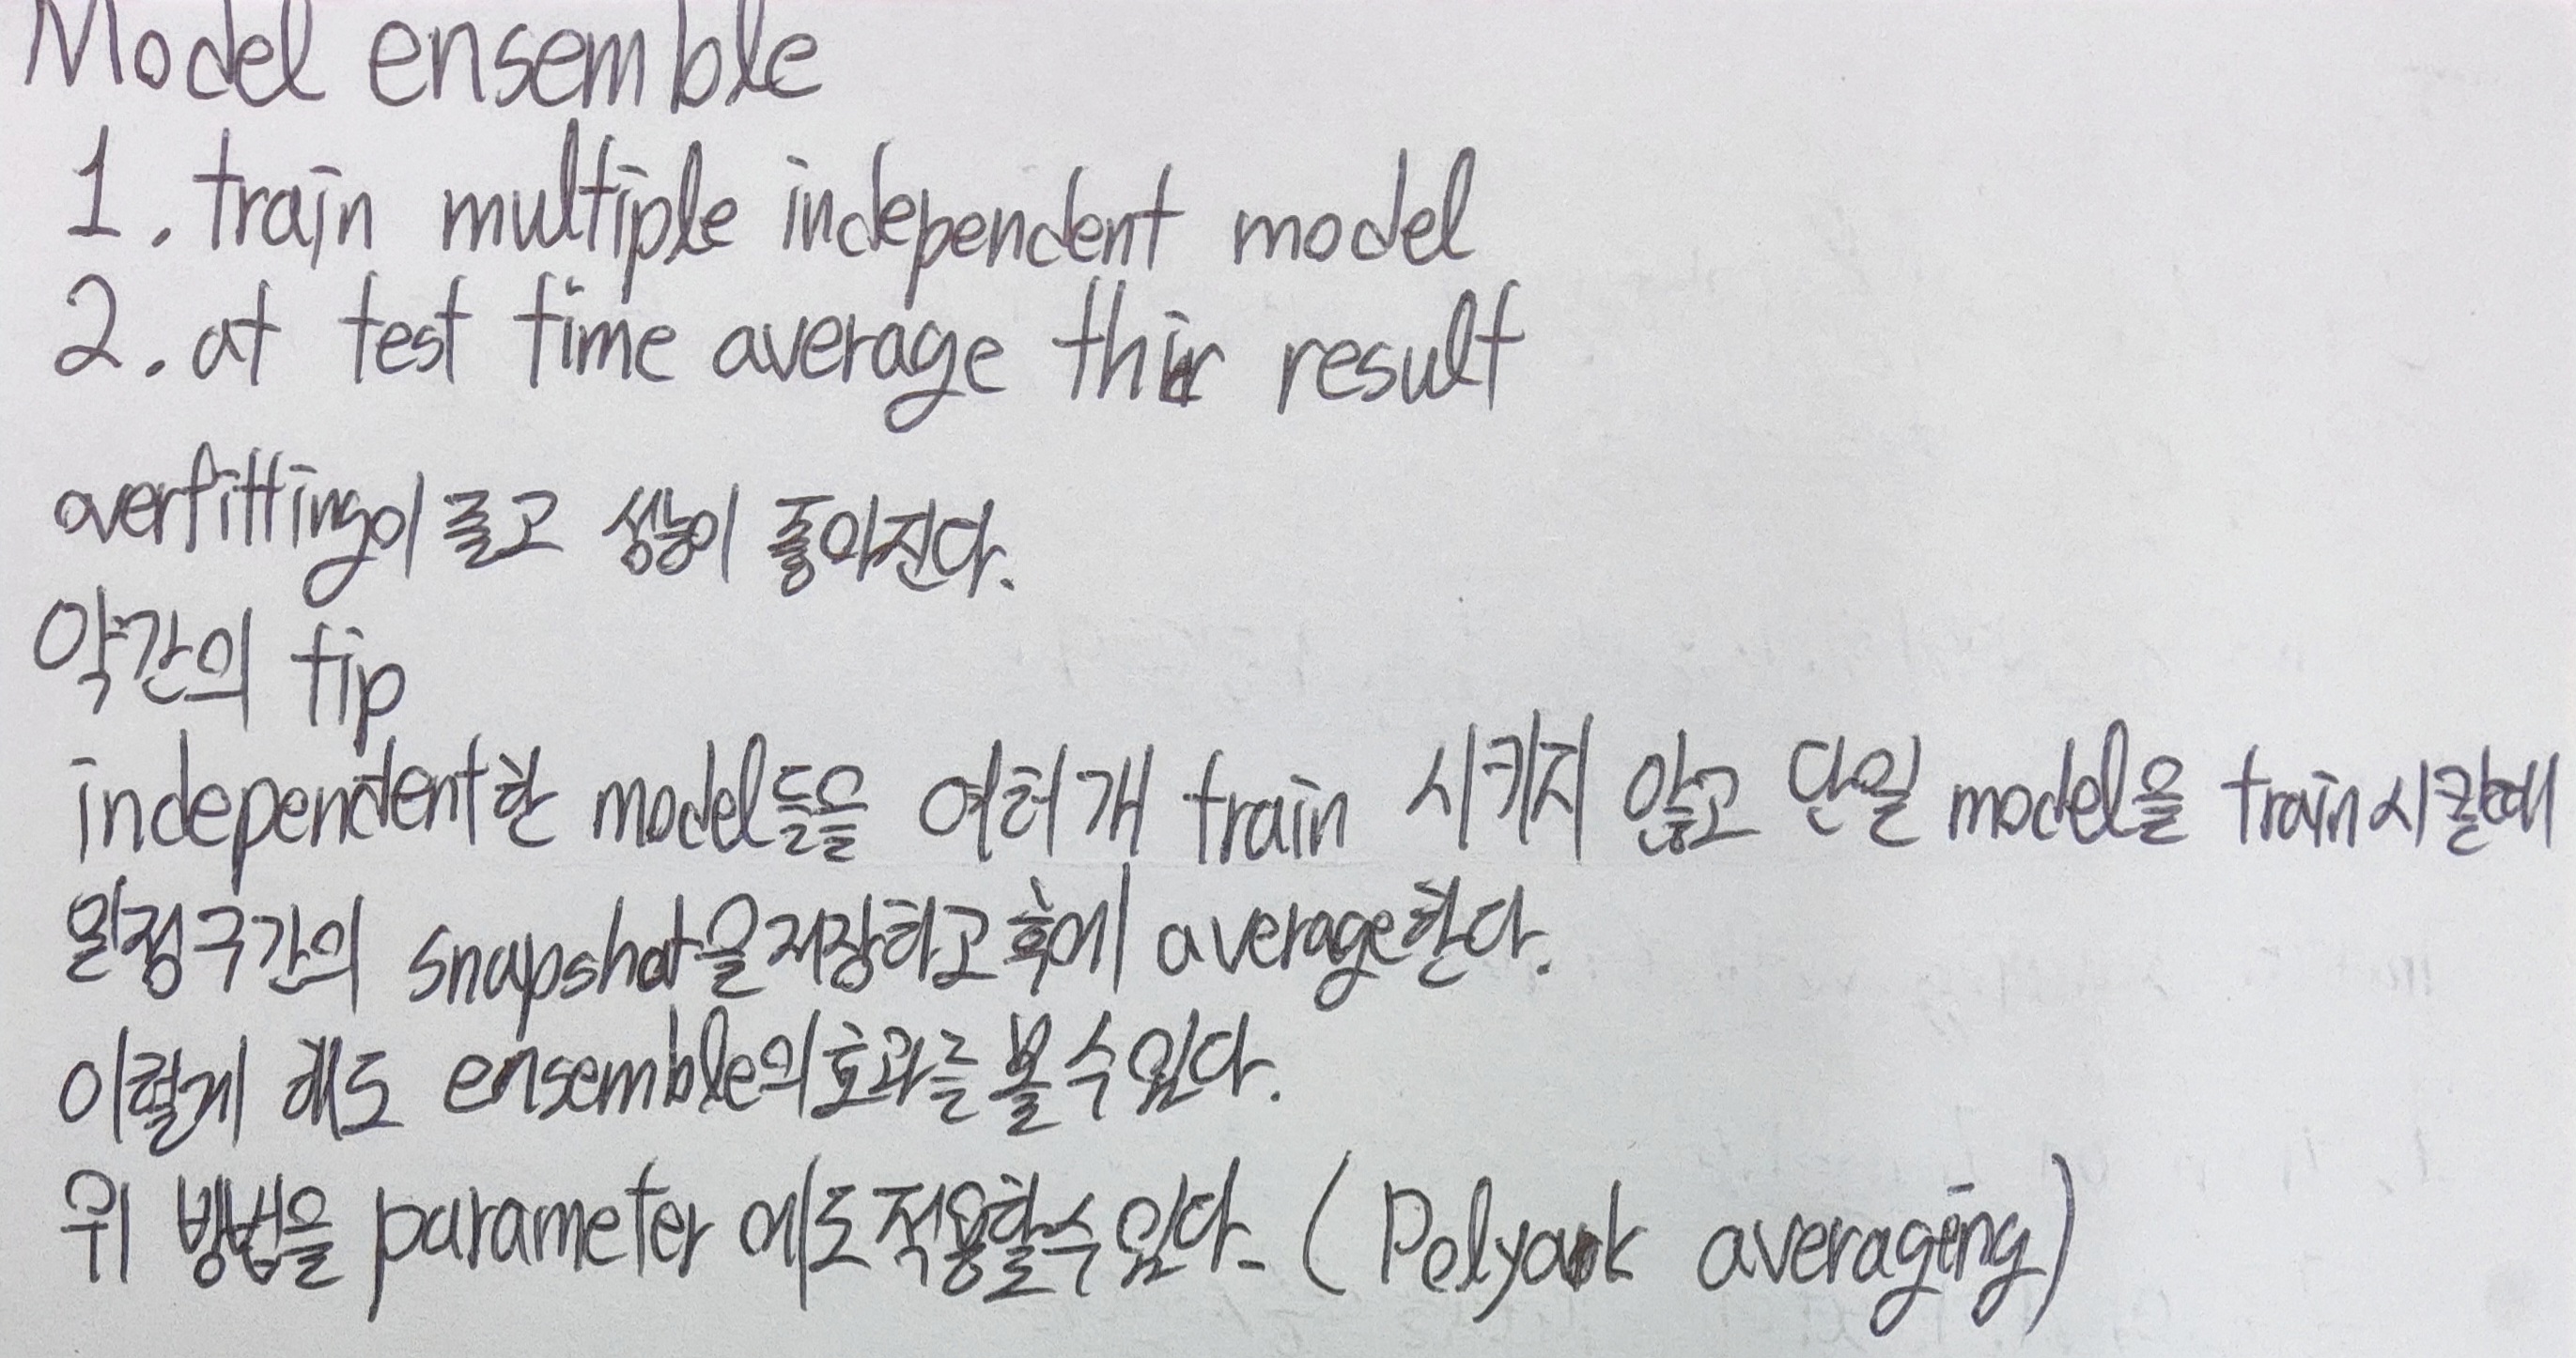 Model ensemble
1. train multiple independent model
2. at test time average thir result
overfitting이 줄고 성능이 좋아진다.
약간의 tip
independent한 model들을 여러개 train 시키지 않고 단일 model을 train시킬때
일정구간의 snapshot을저장하고후에 average한다.
이렇게 해도 ensemble의효과를볼수있다.
위 방법을 parameter 에도적용할수있다. (Polyak averaging)